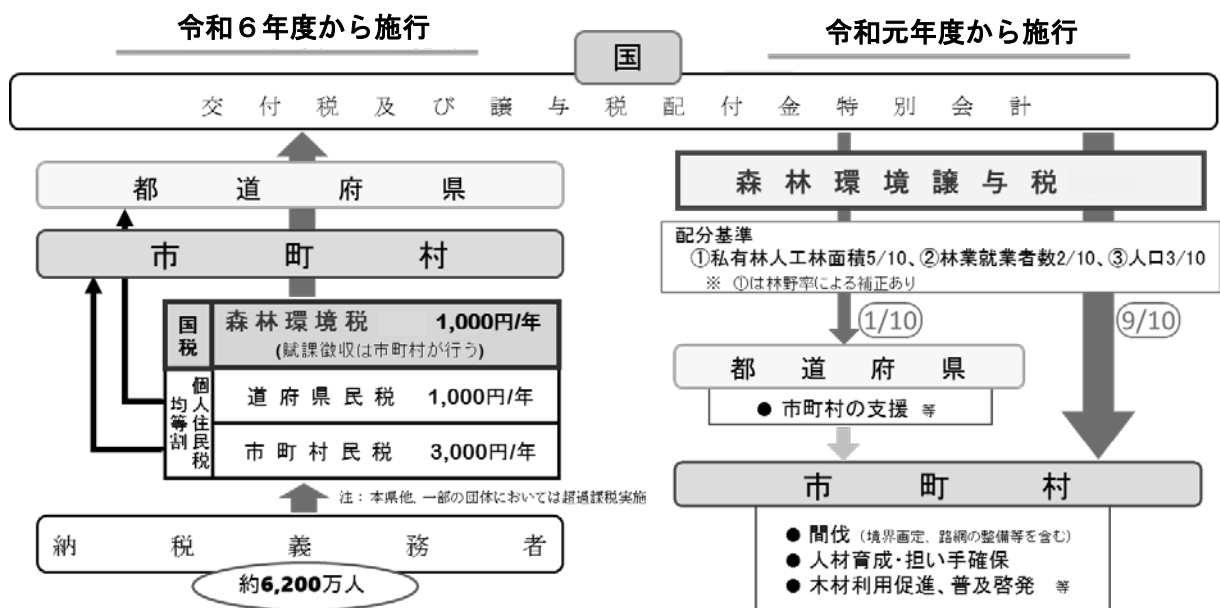 令和６年度から施行
令和元年度から施行
国
交付税及び譲与税配付金特別会計
都道府県
市町村
国税
森林環境税 1,000円/年
(賦課徴収は市町村が行う)
個人住民税
均等割
道府県民税 1,000円/年
市町村民税 3,000円/年
注：本県他、一部の団体においては超過課税実施
納税義務者
約6,200万人
森林環境譲与税
配分基準
①私有林人工林面積5/10、②林業就業者数2/10、③人口3/10
※ ①は林野率による補正あり
1/10
9/10
都道府県
● 市町村の支援 等
市町村
● 間伐（境界画定、路網の整備等を含む）
● 人材育成・担い手確保
● 木材利用促進、普及啓発 等